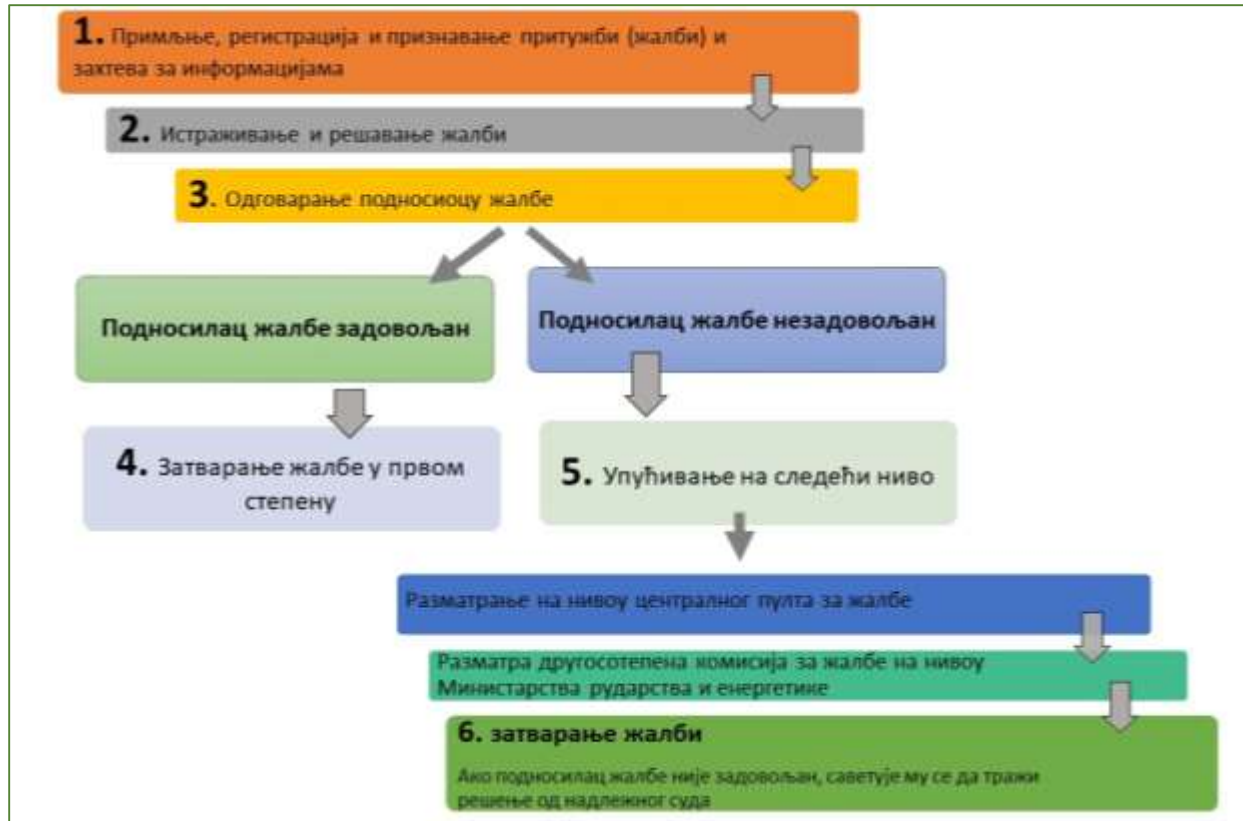 1. Примљње, регистрација и признавање притужби (жалби) и
захтева за информацијама
2. Истраживање и решавање жалби
3. Одговарање подносиоцу жалбе
Подносилац жалбе задовољан
Подносилац жалбе незадовољан
4. Затварање жалбе у првом
степену
5. Упућивање на следећи ниво
Разматрање на нивоу централног пулта за жалбе
Разматра другосотепена комисија за жалбе на нивоу
Министарства рударства и енергетике
6. затварање жалби
Ако подносилац жалбе није задовољан, саветује му се да тражи
решење од надлежног суда